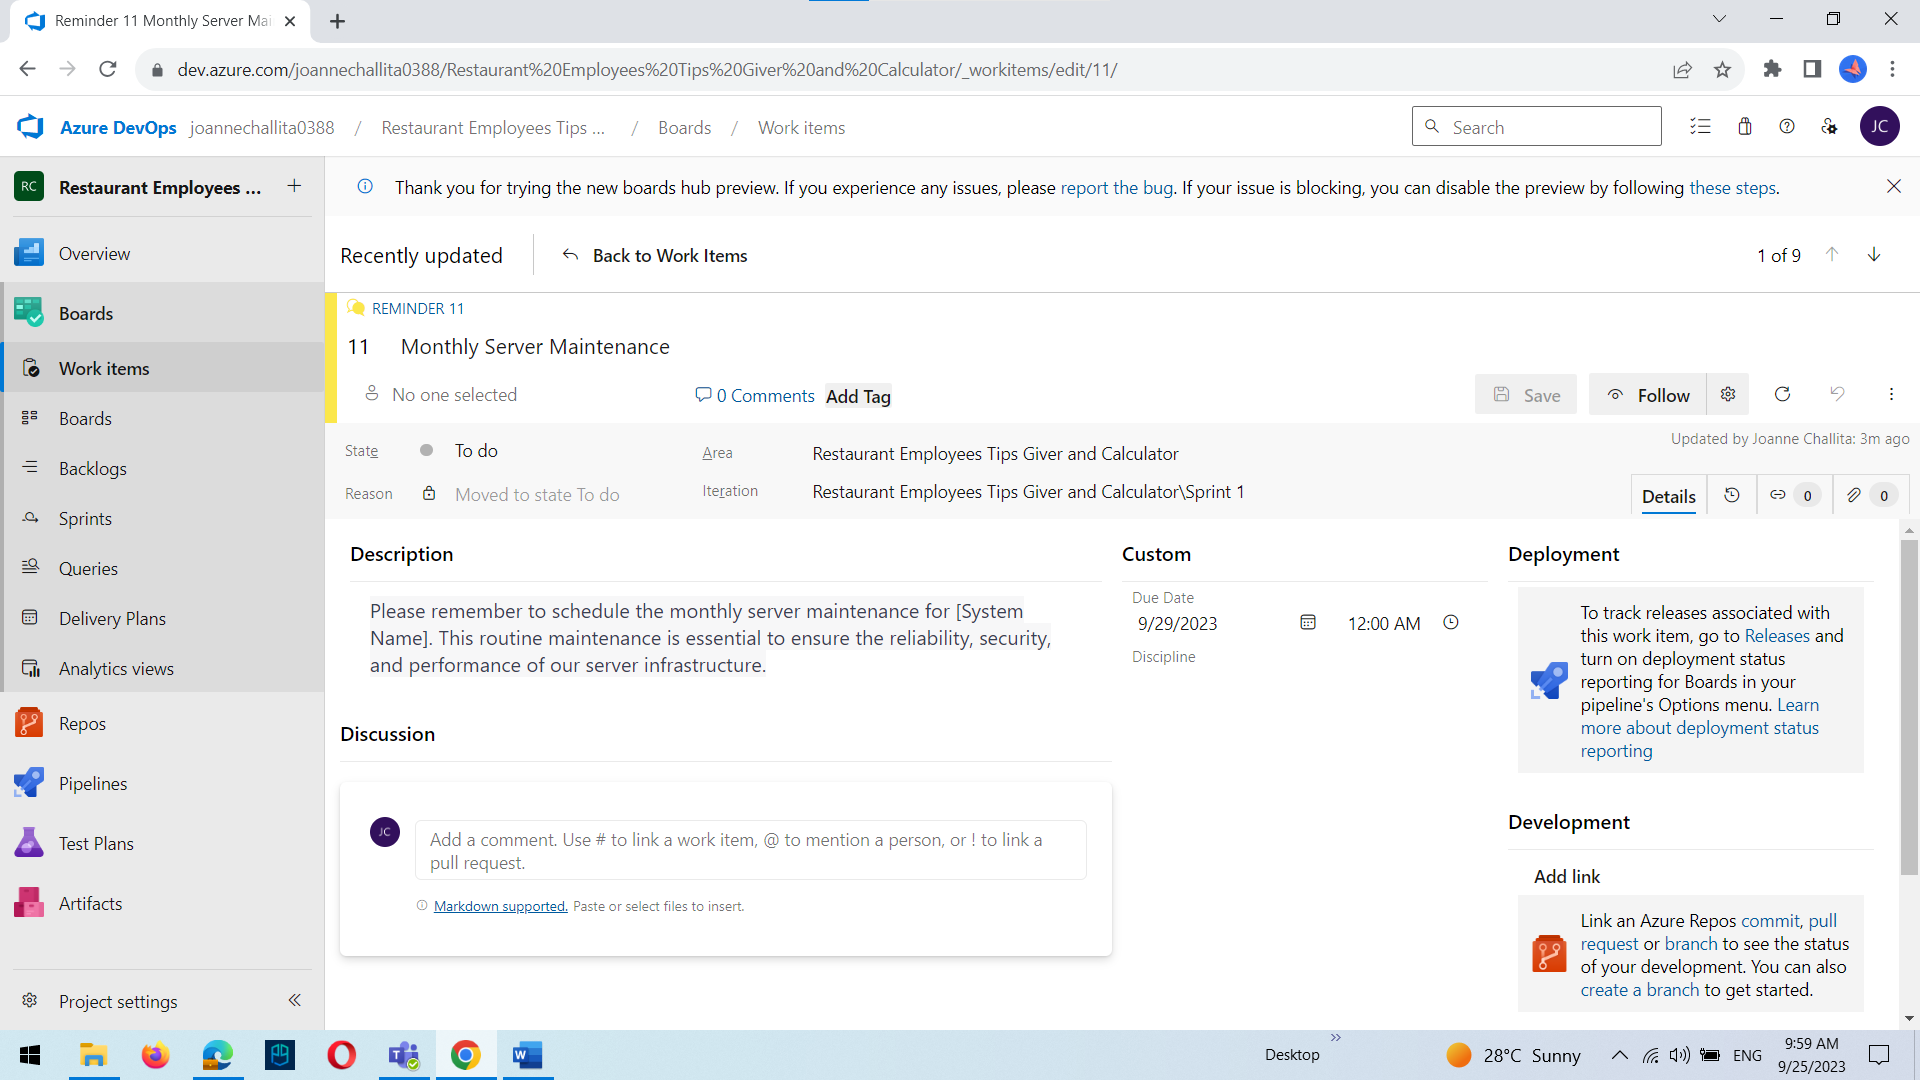 Reminder 11 Monthly Server Mai
dev.azure.com/joannechallita0388/Restaurant%20Employees%20Tips%20Giver%20and%20Calculator/_workitems/edit/11/
Azure DevOps joannechallita0388 / Restaurant Employees Tips ... / Boards / Work items
Search
JC
RC Restaurant Employees ...
Overview
Boards
Work items
Boards
Backlogs
Sprints
Queries
Delivery Plans
Analytics views
Repos
Pipelines
Test Plans
Artifacts
Project settings
Thank you for trying the new boards hub preview. If you experience any issues, please report the bug. If your issue is blocking, you can disable the preview by following these steps.
Recently updated
Back to Work Items
1 of 9
REMINDER 11
11 Monthly Server Maintenance
No one selected
0 Comments
Add Tag
Save
Follow
State To do
Reason Moved to state To do
Area Restaurant Employees Tips Giver and Calculator
Iteration Restaurant Employees Tips Giver and Calculator\Sprint 1
Updated by Joanne Challita: 3m ago
Details
0
0
Description
Please remember to schedule the monthly server maintenance for [System
Name]. This routine maintenance is essential to ensure the reliability, security,
and performance of our server infrastructure.
Discussion
JC
Add a comment. Use # to link a work item, @ to mention a person, or ! to link a
pull request.
Markdown supported. Paste or select files to insert.
Custom
Due Date
9/29/2023 12:00 AM
Discipline
Deployment
To track releases associated with
this work item, go to Releases and
turn on deployment status
reporting for Boards in your
pipeline's Options menu. Learn
more about deployment status
reporting
Development
Add link
Link an Azure Repos commit, pull
request or branch to see the status
of your development. You can also
create a branch to get started.
Desktop
28°C Sunny
ENG
9:59 AM
9/25/2023